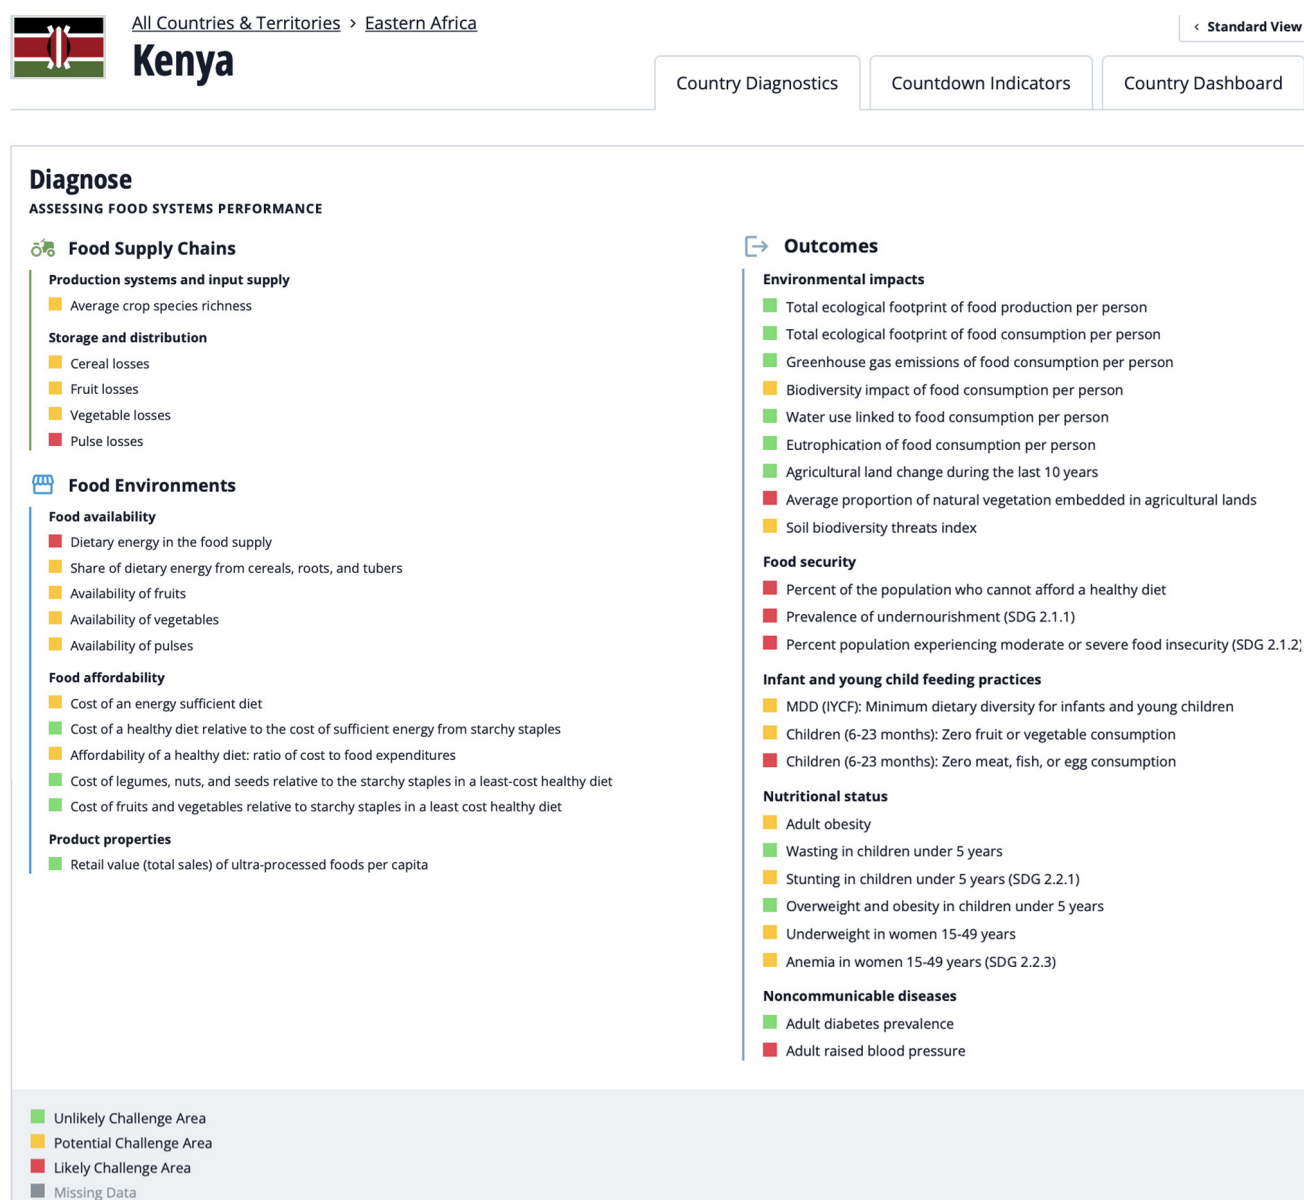 All Countries & Territories › Eastern Africa
Kenya
‹ Standard View
Country Diagnostics
Countdown Indicators
Country Dashboard
Diagnose
ASSESSING FOOD SYSTEMS PERFORMANCE
Food Supply Chains
Production systems and input supply
Average crop species richness
Storage and distribution
Cereal losses
Fruit losses
Vegetable losses
Pulse losses
Food Environments
Food availability
Dietary energy in the food supply
Share of dietary energy from cereals, roots, and tubers
Availability of fruits
Availability of vegetables
Availability of pulses
Food affordability
Cost of an energy sufficient diet
Cost of a healthy diet relative to the cost of sufficient energy from starchy staples
Affordability of a healthy diet: ratio of cost to food expenditures
Cost of legumes, nuts, and seeds relative to the starchy staples in a least-cost healthy diet
Cost of fruits and vegetables relative to starchy staples in a least cost healthy diet
Product properties
Retail value (total sales) of ultra-processed foods per capita
Outcomes
Environmental impacts
Total ecological footprint of food production per person
Total ecological footprint of food consumption per person
Greenhouse gas emissions of food consumption per person
Biodiversity impact of food consumption per person
Water use linked to food consumption per person
Eutrophication of food consumption per person
Agricultural land change during the last 10 years
Average proportion of natural vegetation embedded in agricultural lands
Soil biodiversity threats index
Food security
Percent of the population who cannot afford a healthy diet
Prevalence of undernourishment (SDG 2.1.1)
Percent population experiencing moderate or severe food insecurity (SDG 2.1.2)
Infant and young child feeding practices
MDD (IYCF): Minimum dietary diversity for infants and young children
Children (6-23 months): Zero fruit or vegetable consumption
Children (6-23 months): Zero meat, fish, or egg consumption
Nutritional status
Adult obesity
Wasting in children under 5 years
Stunting in children under 5 years (SDG 2.2.1)
Overweight and obesity in children under 5 years
Underweight in women 15-49 years
Anemia in women 15-49 years (SDG 2.2.3)
Noncommunicable diseases
Adult diabetes prevalence
Adult raised blood pressure
Unlikely Challenge Area
Potential Challenge Area
Likely Challenge Area
Missing Data